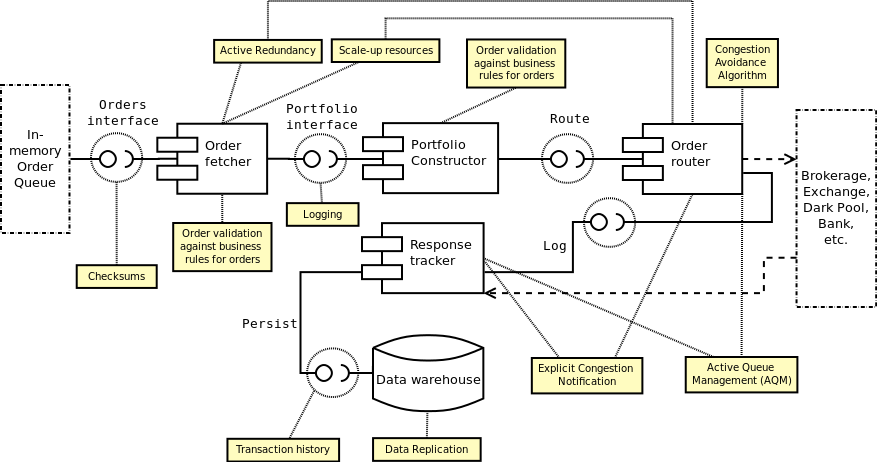 Active Redundancy
Scale-up resources
Order validation
against business
rules for orders
Congestion
Avoidance
Algorithm
Orders
interface
Portfolio
interface
Route
In-
memory
Order
Queue
Order
fetcher
Portfolio
Constructor
Order
router
Brokerage,
Exchange,
Dark Pool,
Bank,
etc.
Logging
Order validation
against business
rules for orders
Checksums
Response
tracker
Log
Persist
Data warehouse
Explicit Congestion
Notification
Active Queue
Management (AQM)
Transaction history
Data Replication